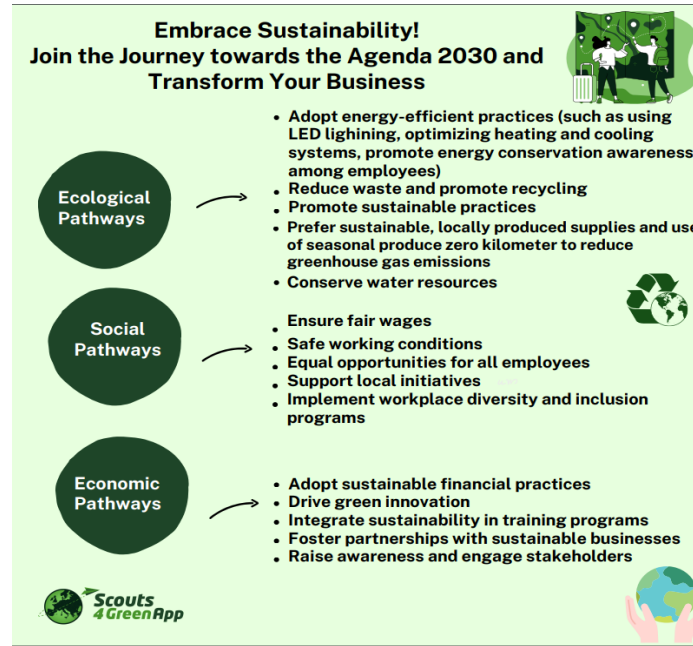 Embrace Sustainability!
Join the Journey towards the Agenda 2030 and
Transform Your Business
Ecological
Pathways
• Adopt energy-efficient practices (such as using
LED lighining, optimizing heating and cooling
systems, promote energy conservation awareness
among employees)
• Reduce waste and promote recycling
• Promote sustainable practices
• Prefer sustainable, locally produced supplies and use
of seasonal produce zero kilometer to reduce
greenhouse gas emissions
• Conserve water resources
Social
Pathways
• Ensure fair wages
• Safe working conditions
• Equal opportunities for all employees
• Support local initiatives
• Implement workplace diversity and inclusion
programs
Economic
Pathways
• Adopt sustainable financial practices
• Drive green innovation
• Integrate sustainability in training programs
• Foster partnerships with sustainable businesses
• Raise awareness and engage stakeholders
Scouts
4GreenApp